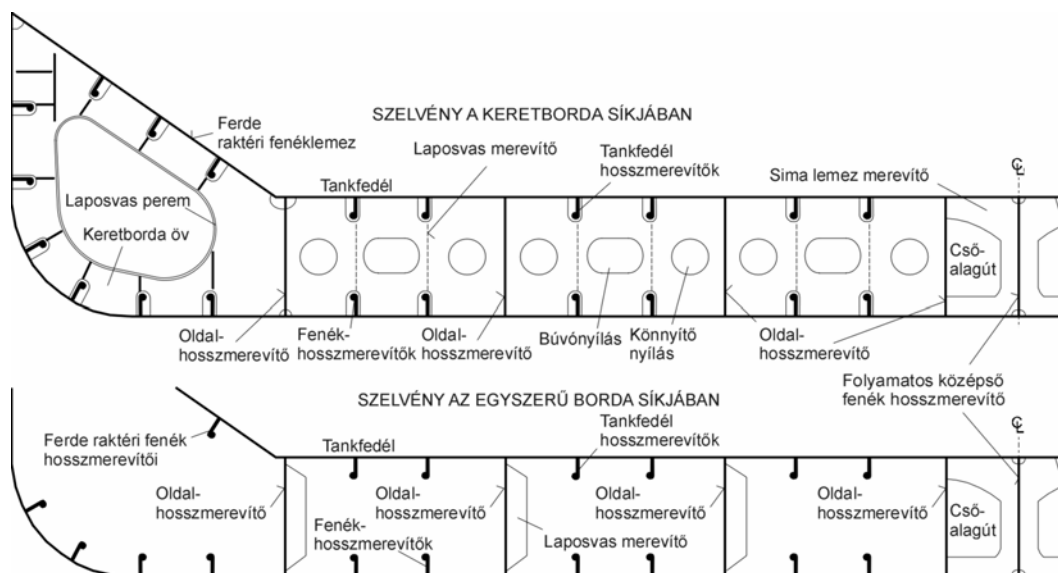 SZELVÉNY A KERETBORDA SÍKJÁBAN
Ferde
raktéri fenéklemez
Laposvas merevítő
Tankfedél
hosszmerevítők
Sima lemez merevítő
℄
Tankfedél
Laposvas perem
Keretborda öv
Cső-
alagút
Oldal-
hosszmerevítő
Fenék-
hosszmerevítők
Oldal-
hosszmerevítő
Búvónyílás
Könnyítő
nyílás
Oldal-
hosszmerevítő
Folyamatos középső
fenék hosszmerevítő
SZELVÉNY AZ EGYSZERŰ BORDA SÍKJÁBAN
Ferde raktéri fenék
hosszmerevítői
Tankfedél
Tankfedél
hosszmerevítők
℄
Oldal-
hosszmerevítő
Oldal-
hosszmerevítő
Oldal-
hosszmerevítő
Oldal-
hosszmerevítő
Cső-
alagút
Fenék-
hosszmerevítők
Laposvas merevítő